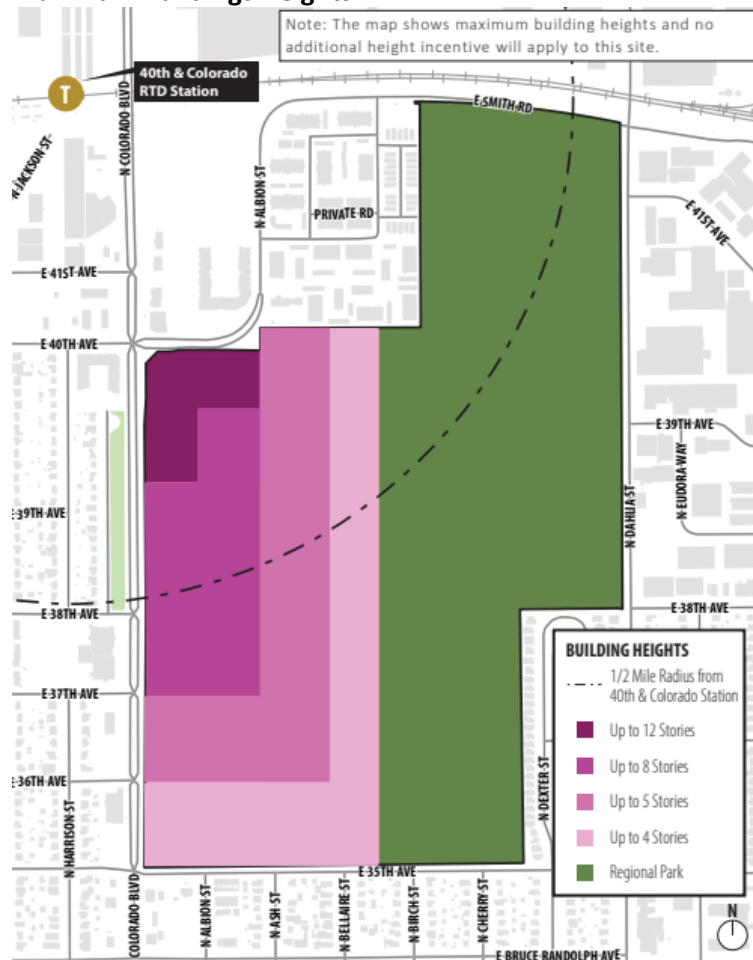 Note: The map shows maximum building heights and no
additional height incentive will apply to this site.
T
40th & Colorado
RTD Station
E SMITH RD
N JACKSON ST
N COLORADO BLVD
N ALBION ST
PRIVATE RD
E 41ST AVE
E 41ST AVE
E 40TH AVE
E 39TH AVE
N EUDORA WAY
E 39TH AVE
N DAHLIA ST
E 38TH AVE
E 38TH AVE
E 37TH AVE
E 36TH AVE
N HARRISON ST
COLORADO BLVD
E 35TH AVE
N ALBION ST
N ASH ST
N BELLAIRE ST
N BIRCH ST
N CHERRY ST
N DEXTER ST
E BRUCE RANDOLPH AVE
BUILDING HEIGHTS
1/2 Mile Radius from
40th & Colorado Station
Up to 12 Stories
Up to 8 Stories
Up to 5 Stories
Up to 4 Stories
Regional Park
N